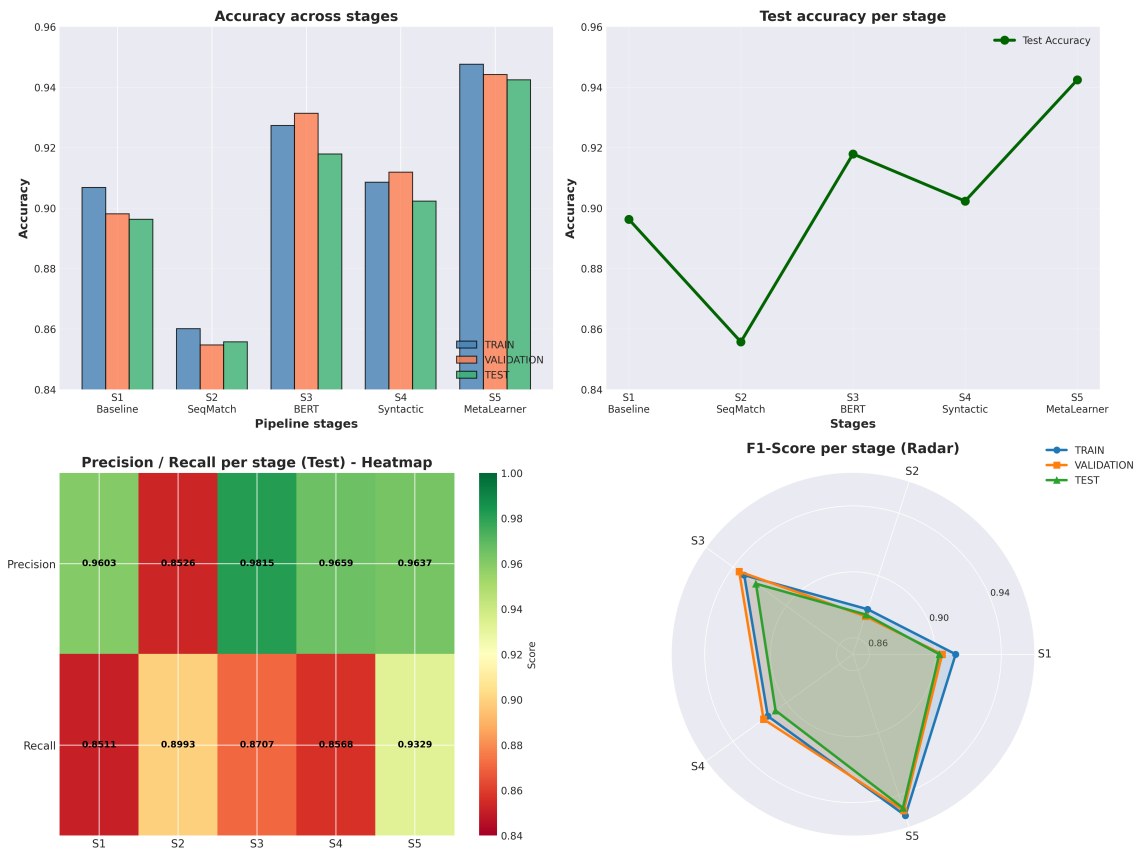 Accuracy across stages
Accuracy
0.96
0.94
0.92
0.90
0.88
0.86
0.84
TRAIN
VALIDATION
TEST
S1 S2 S3 S4 S5
Baseline SeqMatch BERT Syntactic MetaLearner
Pipeline stages
Test accuracy per stage
Accuracy
0.96
0.94
0.92
0.90
0.88
0.86
0.84
Test Accuracy
S1 S2 S3 S4 S5
Baseline SeqMatch BERT Syntactic MetaLearner
Stages
Precision / Recall per stage (Test) - Heatmap
Precision 0.9603 0.8526 0.9815 0.9659 0.9637
Recall 0.8511 0.8993 0.8707 0.8568 0.9329
S1 S2 S3 S4 S5
1.00
0.98
0.96
0.94
0.92
0.90
0.88
0.86
0.84
Score
F1-Score per stage (Radar)
TRAIN
VALIDATION
TEST
S2
S3
0.94
0.90
0.86
S1
S4
S5